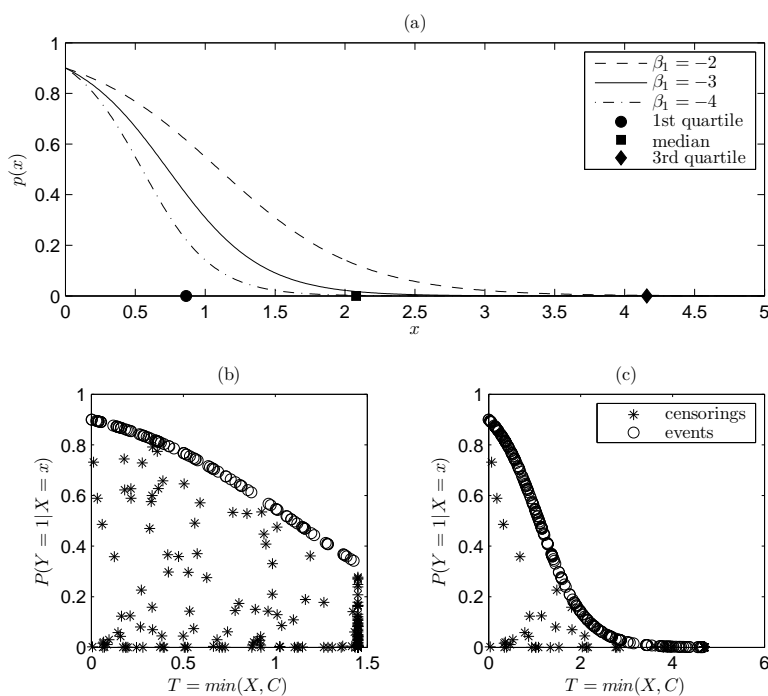 (a)
1
0.8
0.6
0.4
0.2
0
p(x)
β₁ = −2
β₁ = −3
β₁ = −4
1st quartile
median
3rd quartile
0 0.5 1 1.5 2 2.5 3 3.5 4 4.5 5
x
(b)
1
0.8
0.6
0.4
0.2
0
P(Y = 1|X = x)
0 0.5 1 1.5
T = min(X, C)
(c)
1
0.8
0.6
0.4
0.2
0
P(Y = 1|X = x)
censorings
events
0 2 4 6
T = min(X, C)